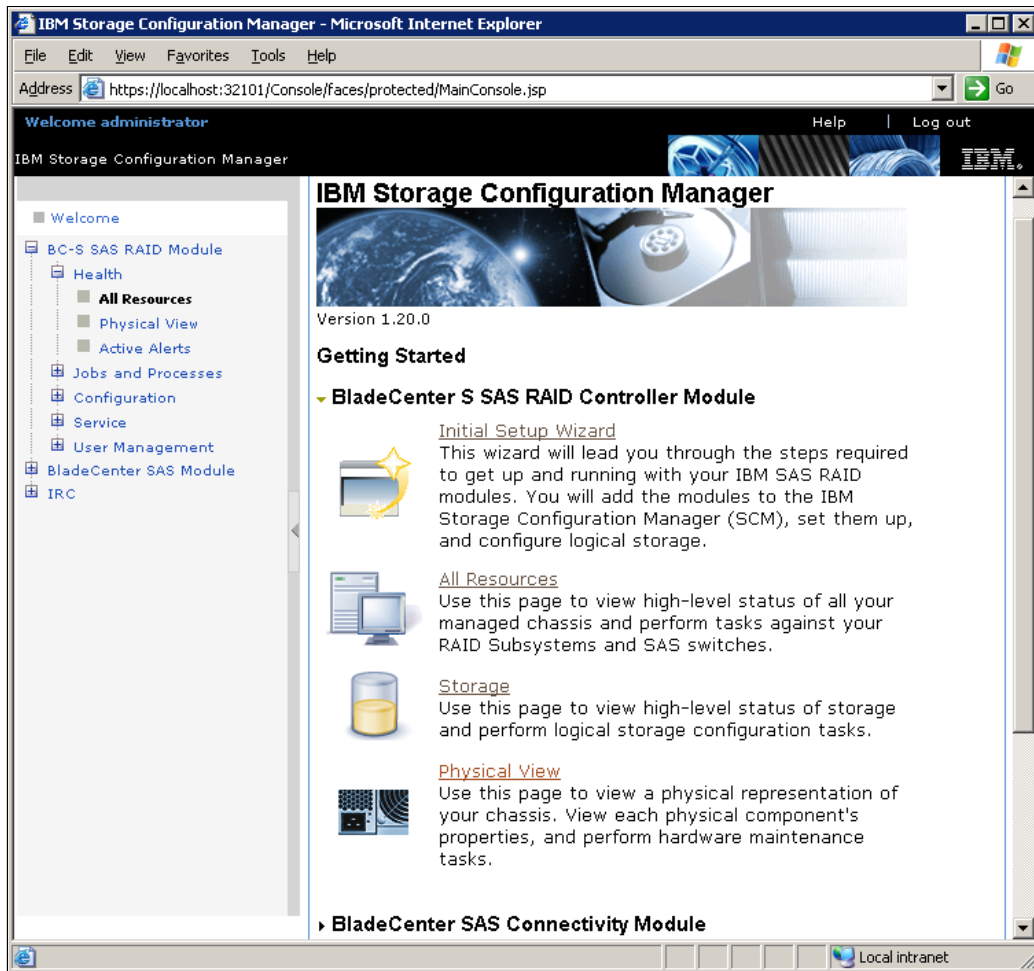 IBM Storage Configuration Manager - Microsoft Internet Explorer
File Edit View Favorites Tools Help
Address https://localhost:32101/Console/faces/protected/MainConsole.jsp Go
Welcome administrator Help | Log out
IBM Storage Configuration Manager IBM.
Welcome
BC-S SAS RAID Module
Health
All Resources
Physical View
Active Alerts
Jobs and Processes
Configuration
Service
User Management
BladeCenter SAS Module
IRC
IBM Storage Configuration Manager
Version 1.20.0
Getting Started
BladeCenter S SAS RAID Controller Module
Initial Setup Wizard
This wizard will lead you through the steps required
to get up and running with your IBM SAS RAID
modules. You will add the modules to the IBM
Storage Configuration Manager (SCM), set them up,
and configure logical storage.
All Resources
Use this page to view high-level status of all your
managed chassis and perform tasks against your
RAID Subsystems and SAS switches.
Storage
Use this page to view high-level status of storage
and perform logical storage configuration tasks.
Physical View
Use this page to view a physical representation of
your chassis. View each physical component's
properties, and perform hardware maintenance
tasks.
BladeCenter SAS Connectivity Module
Local intranet